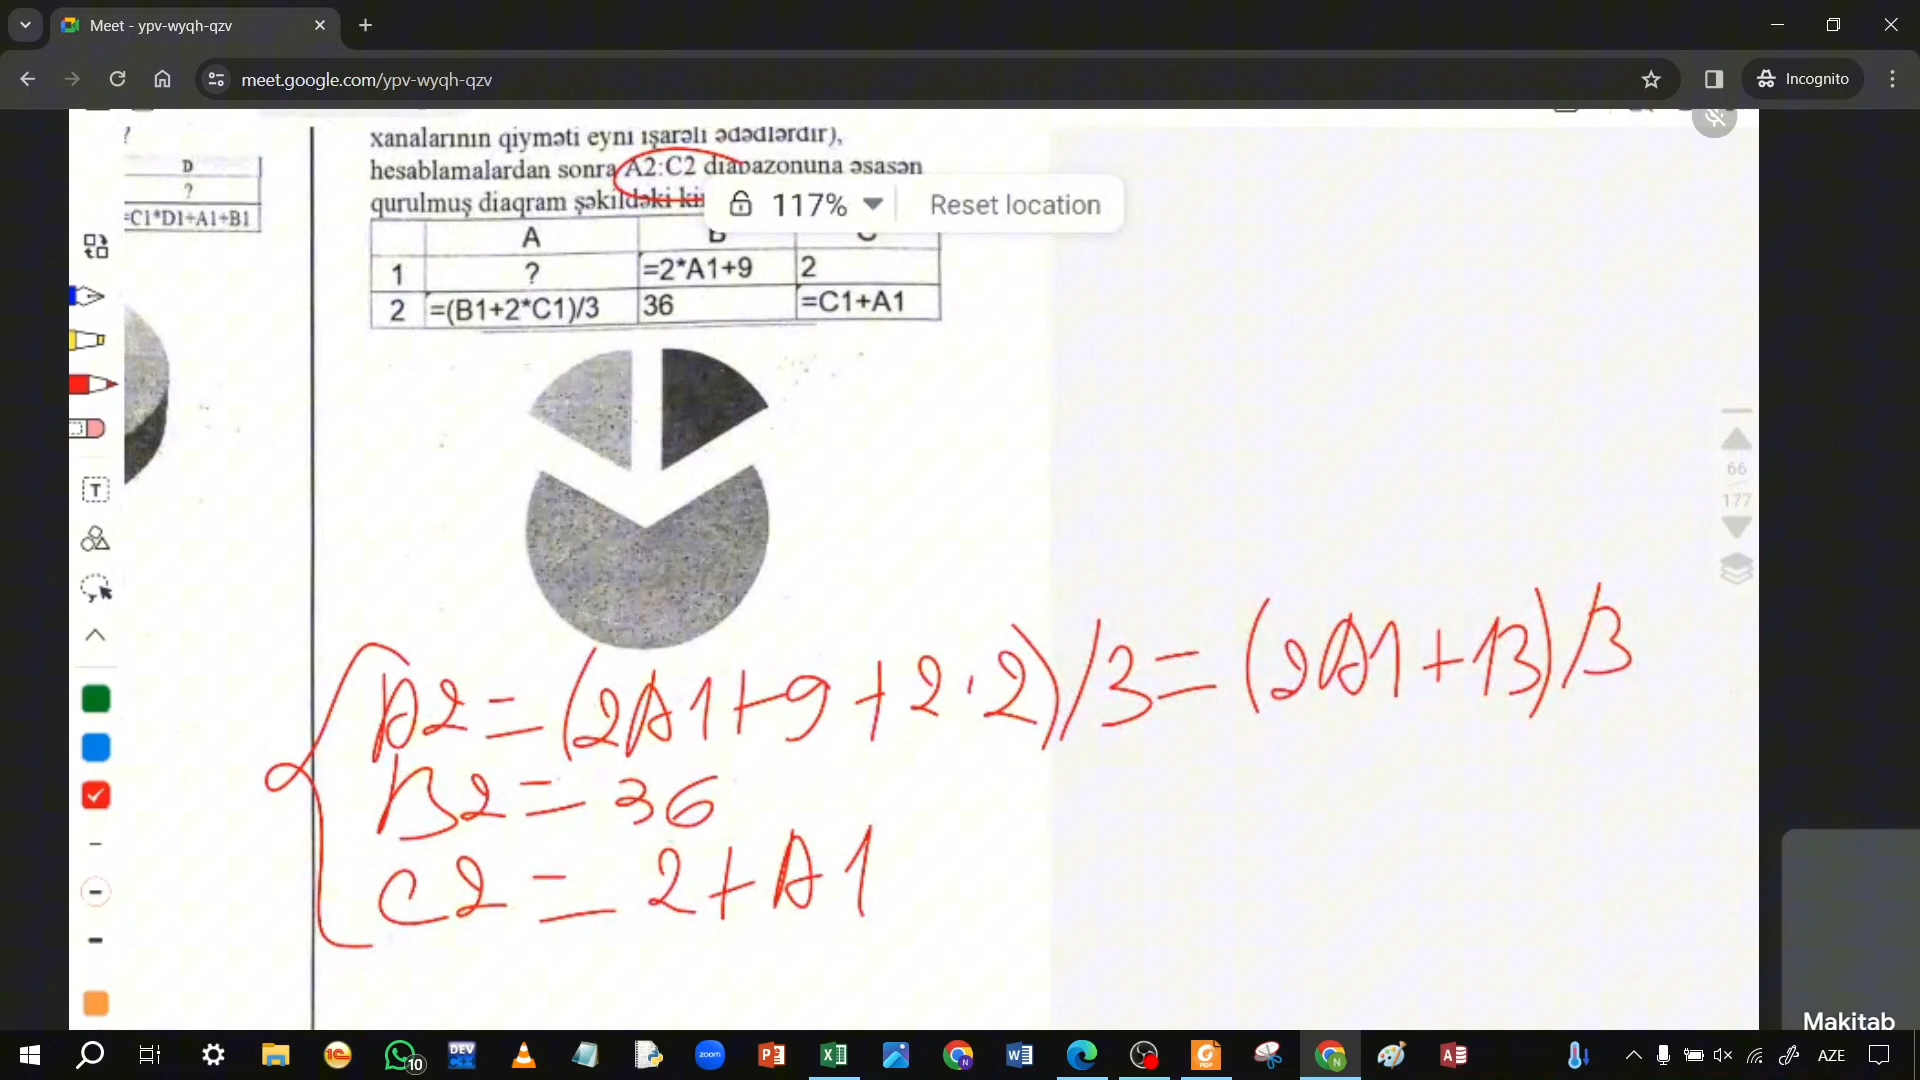 Meet - ypv-wyqh-qzv
meet.google.com/ypv-wyqh-qzv
Incognito
?
D
?
=C1*D1+A1+B1
xanalarının qiyməti eyni işarəli ədədlərdir),
hesablamalardan sonra A2:C2 diapazonuna əsasən
qurulmuş diaqram şəkildəki
117%
Reset location
A B C
1 ? =2*A1+9 2
2 =(B1+2*C1)/3 36 =C1+A1
T
66
177
A2=(2A1+9+2·2)/3=(2A1+13)/3
B2=36
C2=2+A1
Makitab
10
DEV
zoom
AZE